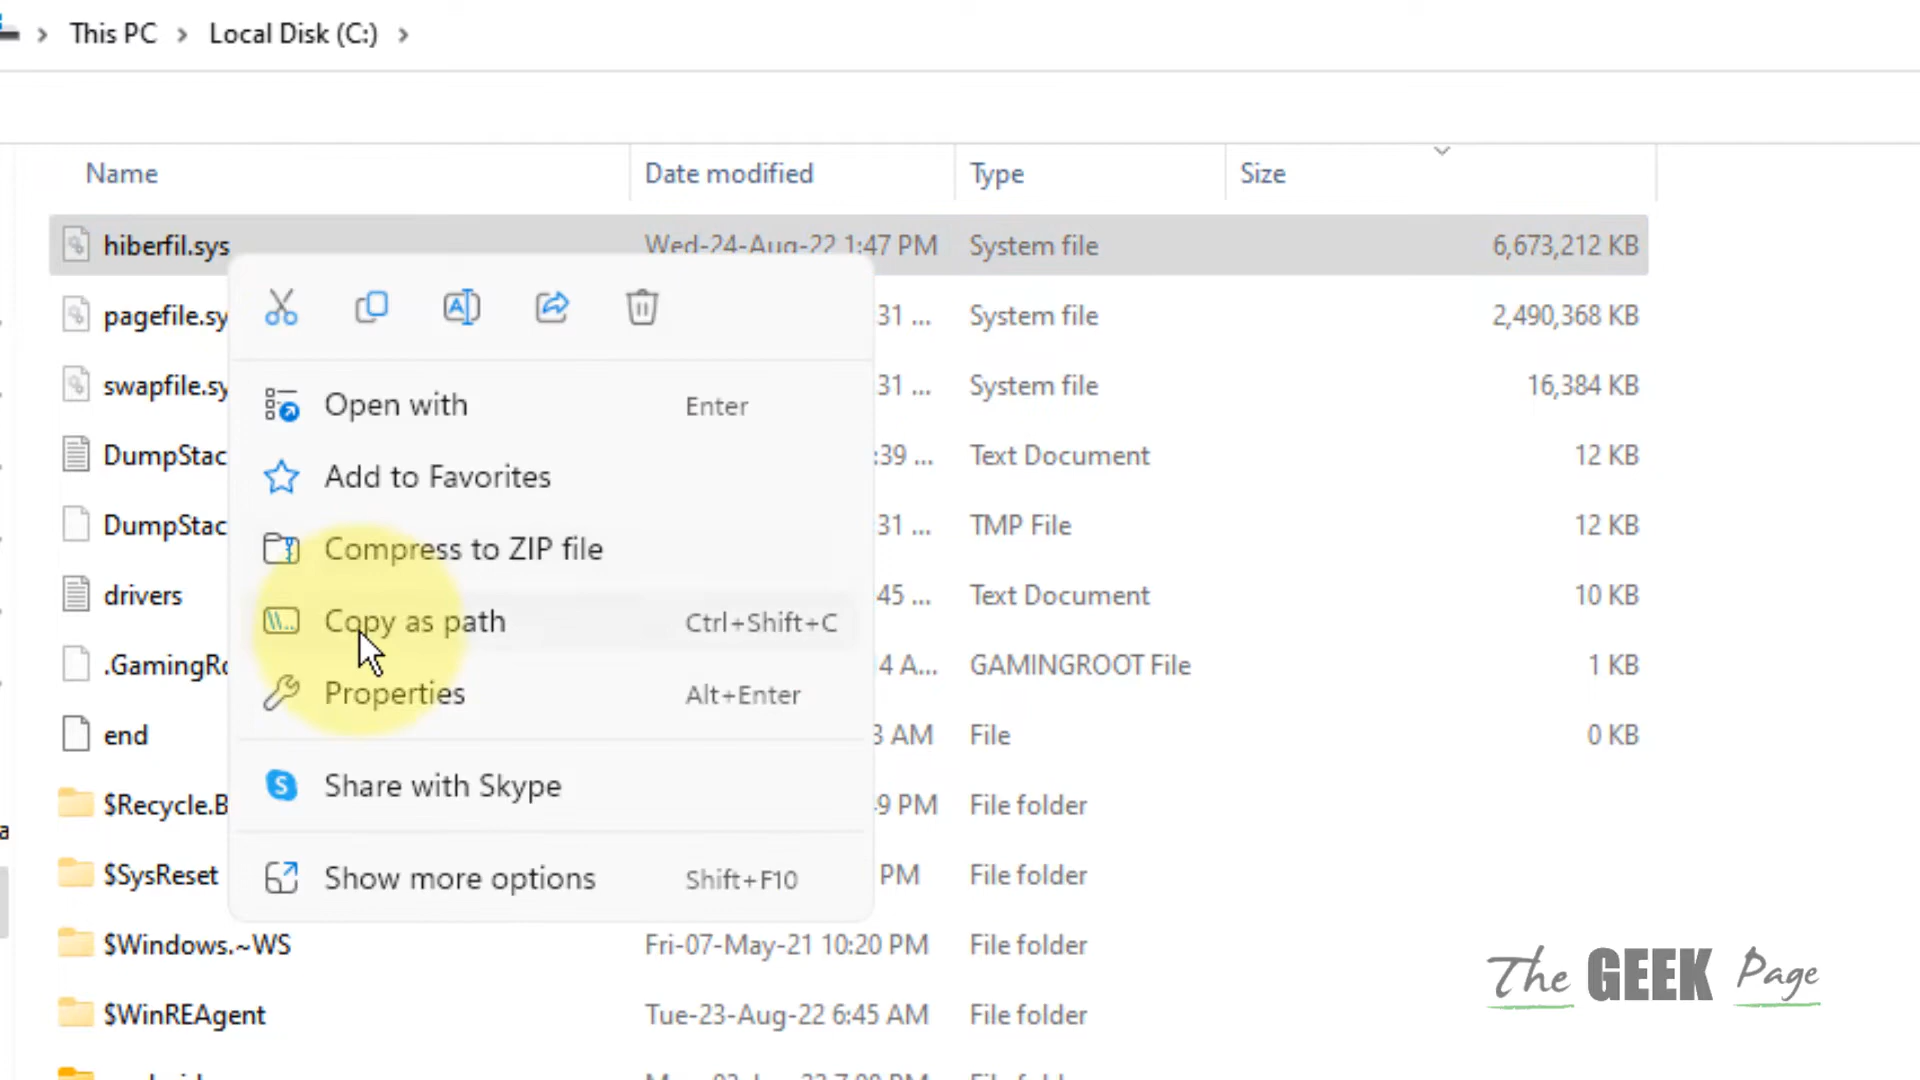 This PC > Local Disk (C:) >
Name Date modified Type Size
hiberfil.sys Wed-24-Aug-22 1:47 PM System file 6,673,212 KB
pagefile.sy 31 ... System file 2,490,368 KB
swapfile.sy 31 ... System file 16,384 KB
Open with Enter
DumpStac :39 ... Text Document 12 KB
Add to Favorites
DumpStac 31 ... TMP File 12 KB
Compress to ZIP file
drivers 45 ... Text Document 10 KB
Copy as path Ctrl+Shift+C
.GamingRo 4 A... GAMINGROOT File 1 KB
Properties Alt+Enter
end 3 AM File 0 KB
Share with Skype
$Recycle.B 9 PM File folder
$SysReset PM File folder
Show more options Shift+F10
$Windows.~WS Fri-07-May-21 10:20 PM File folder
The GEEK Page
$WinREAgent Tue-23-Aug-22 6:45 AM File folder